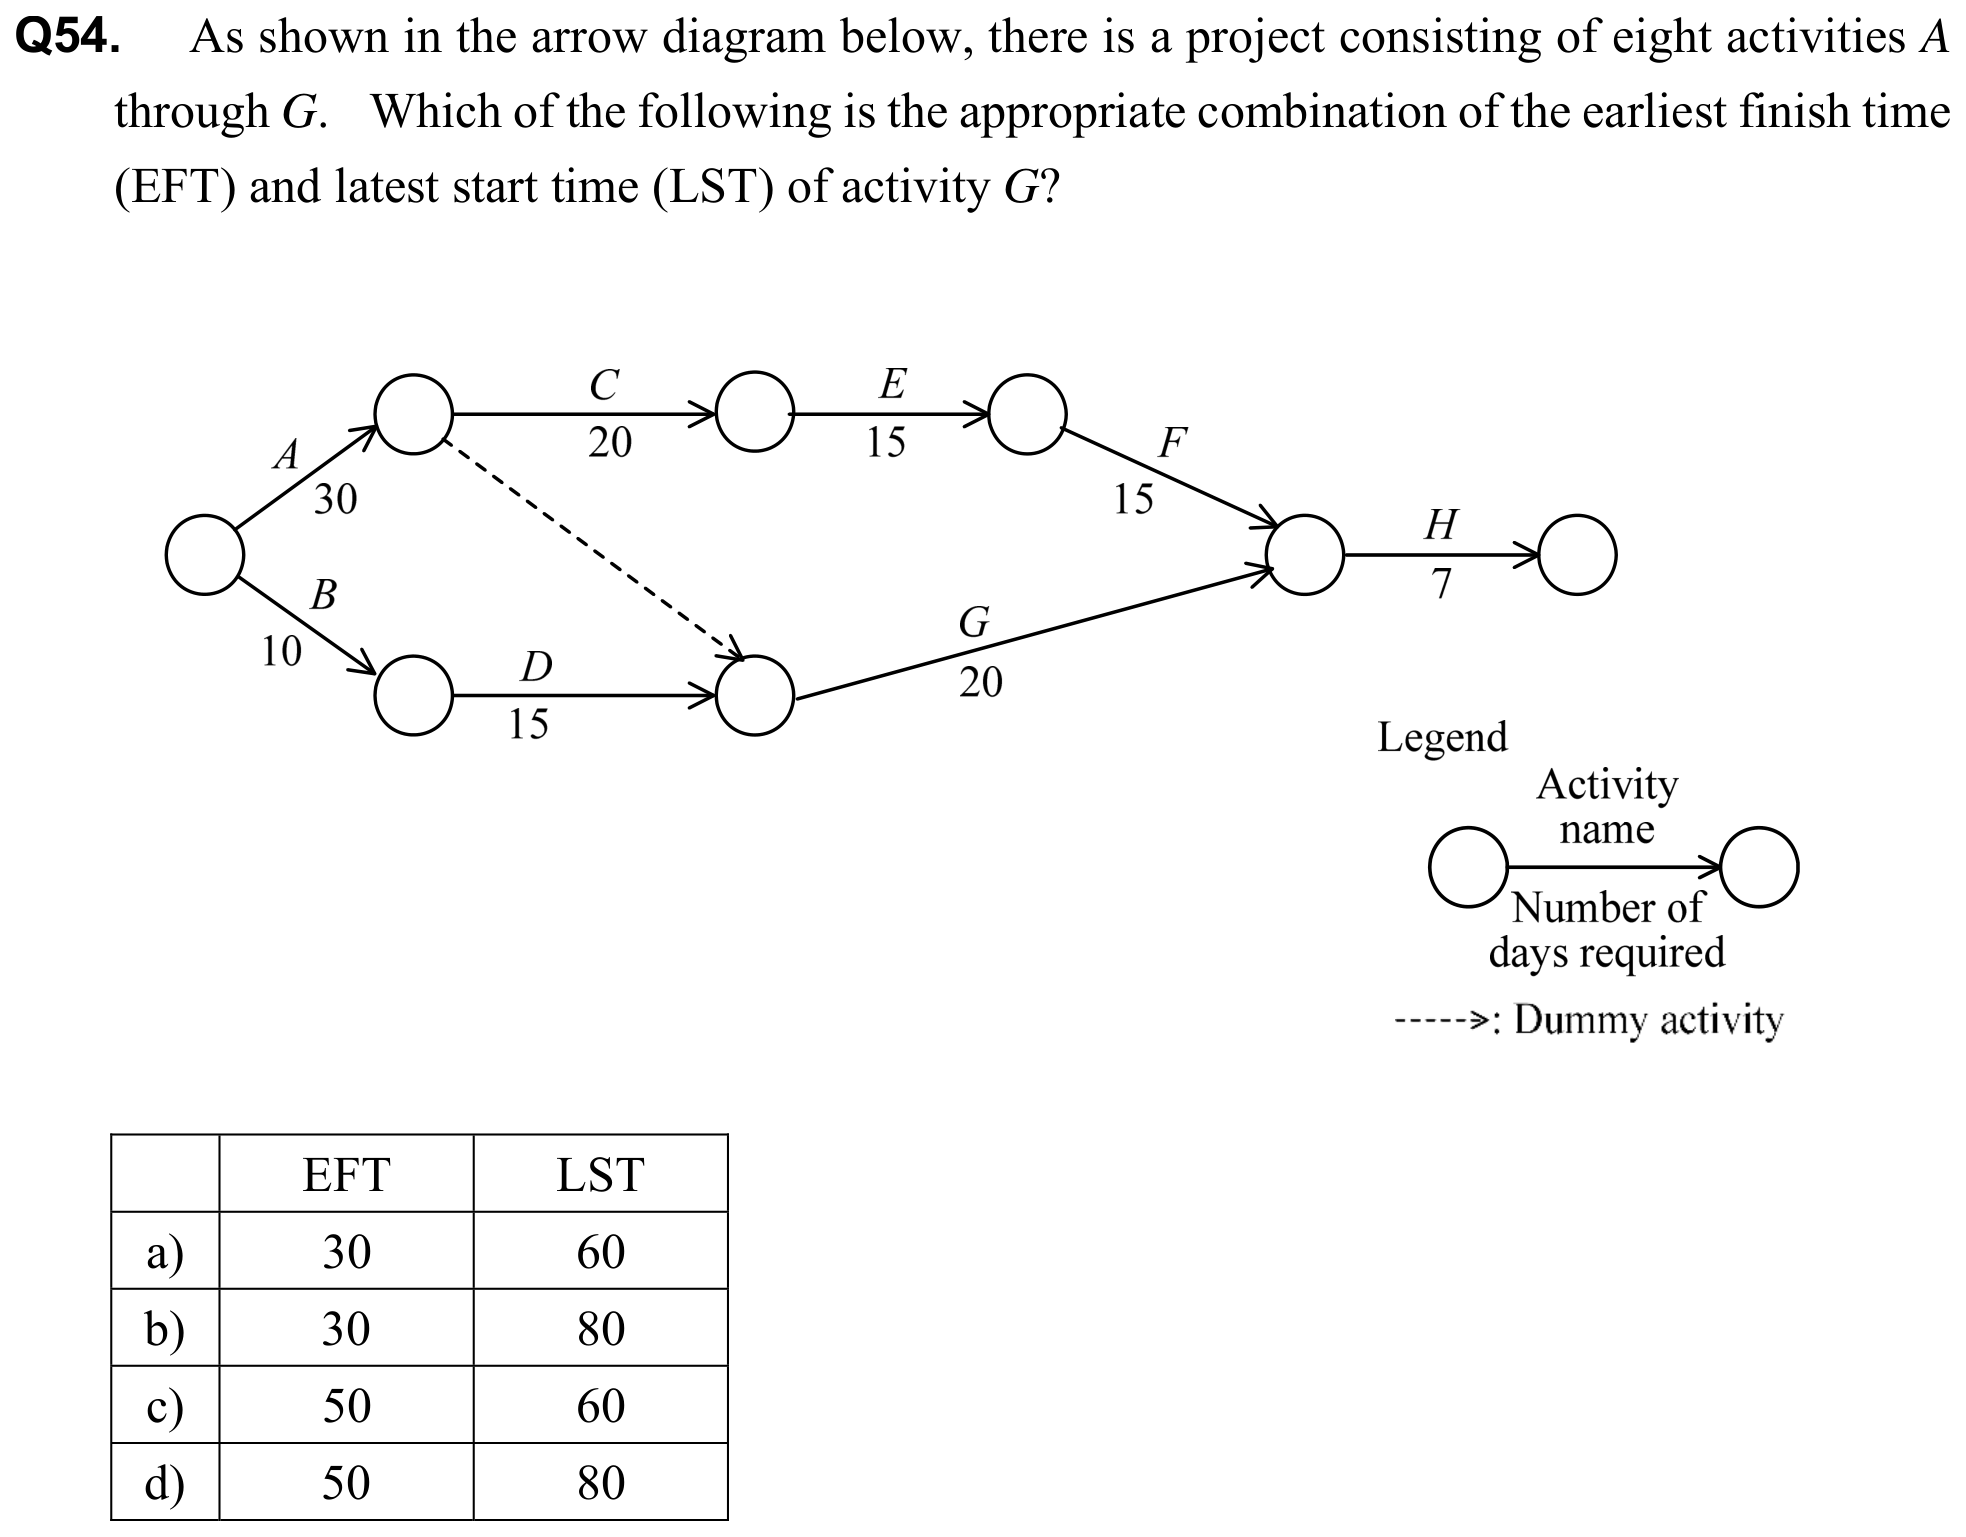 Q54. As shown in the arrow diagram below, there is a project consisting of eight activities A
through G. Which of the following is the appropriate combination of the earliest finish time
(EFT) and latest start time (LST) of activity G?
C
20
E
15
A
30
F
15
H
7
B
10
G
20
D
15
Legend
Activity
name
Number of
days required
: Dummy activity
EFT LST
a) 30 60
b) 30 80
c) 50 60
d) 50 80